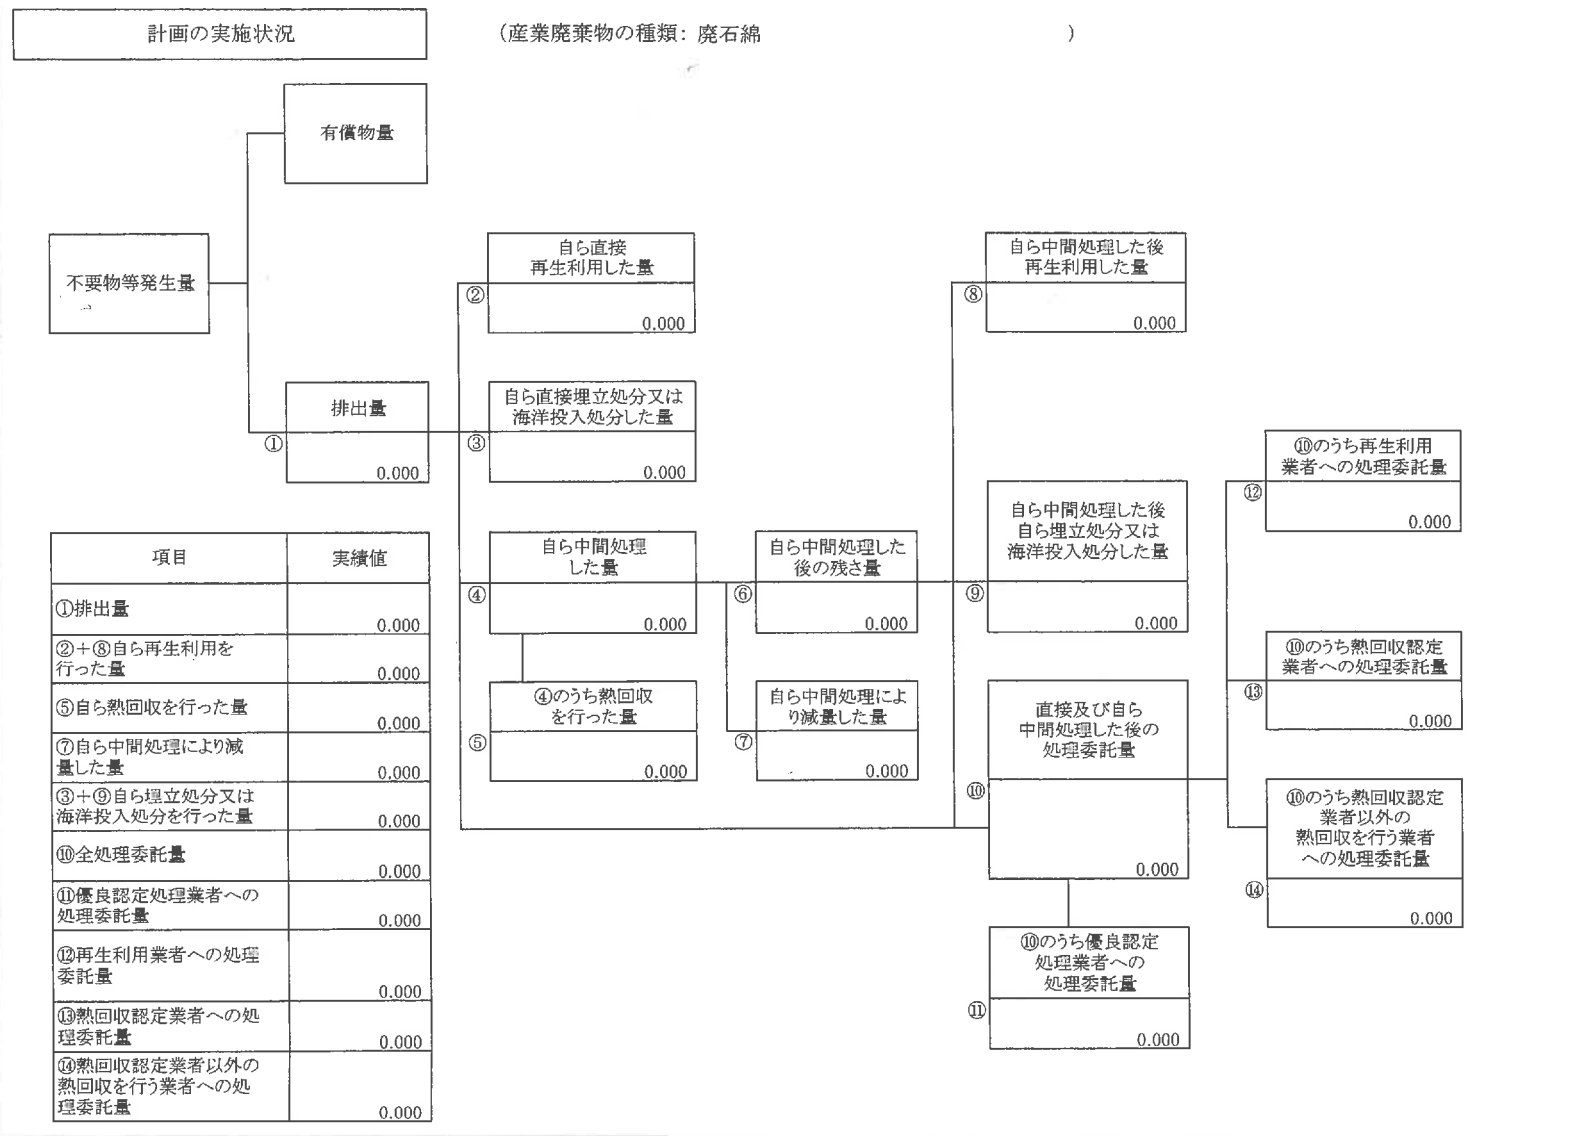 計画の実施状況
（産業廃棄物の種類： 廃石綿 ）
有償物量
不要物等発生量
排出量
①
0.000
自ら直接
再生利用した量
②
0.000
自ら直接埋立処分又は
海洋投入処分した量
③
0.000
自ら中間処理
した量
④
0.000
④のうち熱回収
を行った量
⑤
0.000
自ら中間処理した
後の残さ量
⑥
0.000
自ら中間処理によ
り減量した量
⑦
0.000
自ら中間処理した後
再生利用した量
⑧
0.000
自ら中間処理した後
自ら埋立処分又は
海洋投入処分した量
⑨
0.000
直接及び自ら
中間処理した後の
処理委託量
⑩
0.000
⑩のうち優良認定
処理業者への
処理委託量
⑪
0.000
⑩のうち再生利用
業者への処理委託量
⑫
0.000
⑩のうち熱回収認定
業者への処理委託量
⑬
0.000
⑩のうち熱回収認定
業者以外の
熱回収を行う業者
への処理委託量
⑭
0.000
項目 実績値
①排出量
0.000
②＋⑧自ら再生利用を
行った量
0.000
⑤自ら熱回収を行った量
0.000
⑦自ら中間処理により減
量した量
0.000
③＋⑨自ら埋立処分又は
海洋投入処分を行った量
0.000
⑩全処理委託量
0.000
⑪優良認定処理業者への
処理委託量
0.000
⑫再生利用業者への処理
委託量
0.000
⑬熱回収認定業者への処
理委託量
0.000
⑭熱回収認定業者以外の
熱回収を行う業者への処
理委託量
0.000